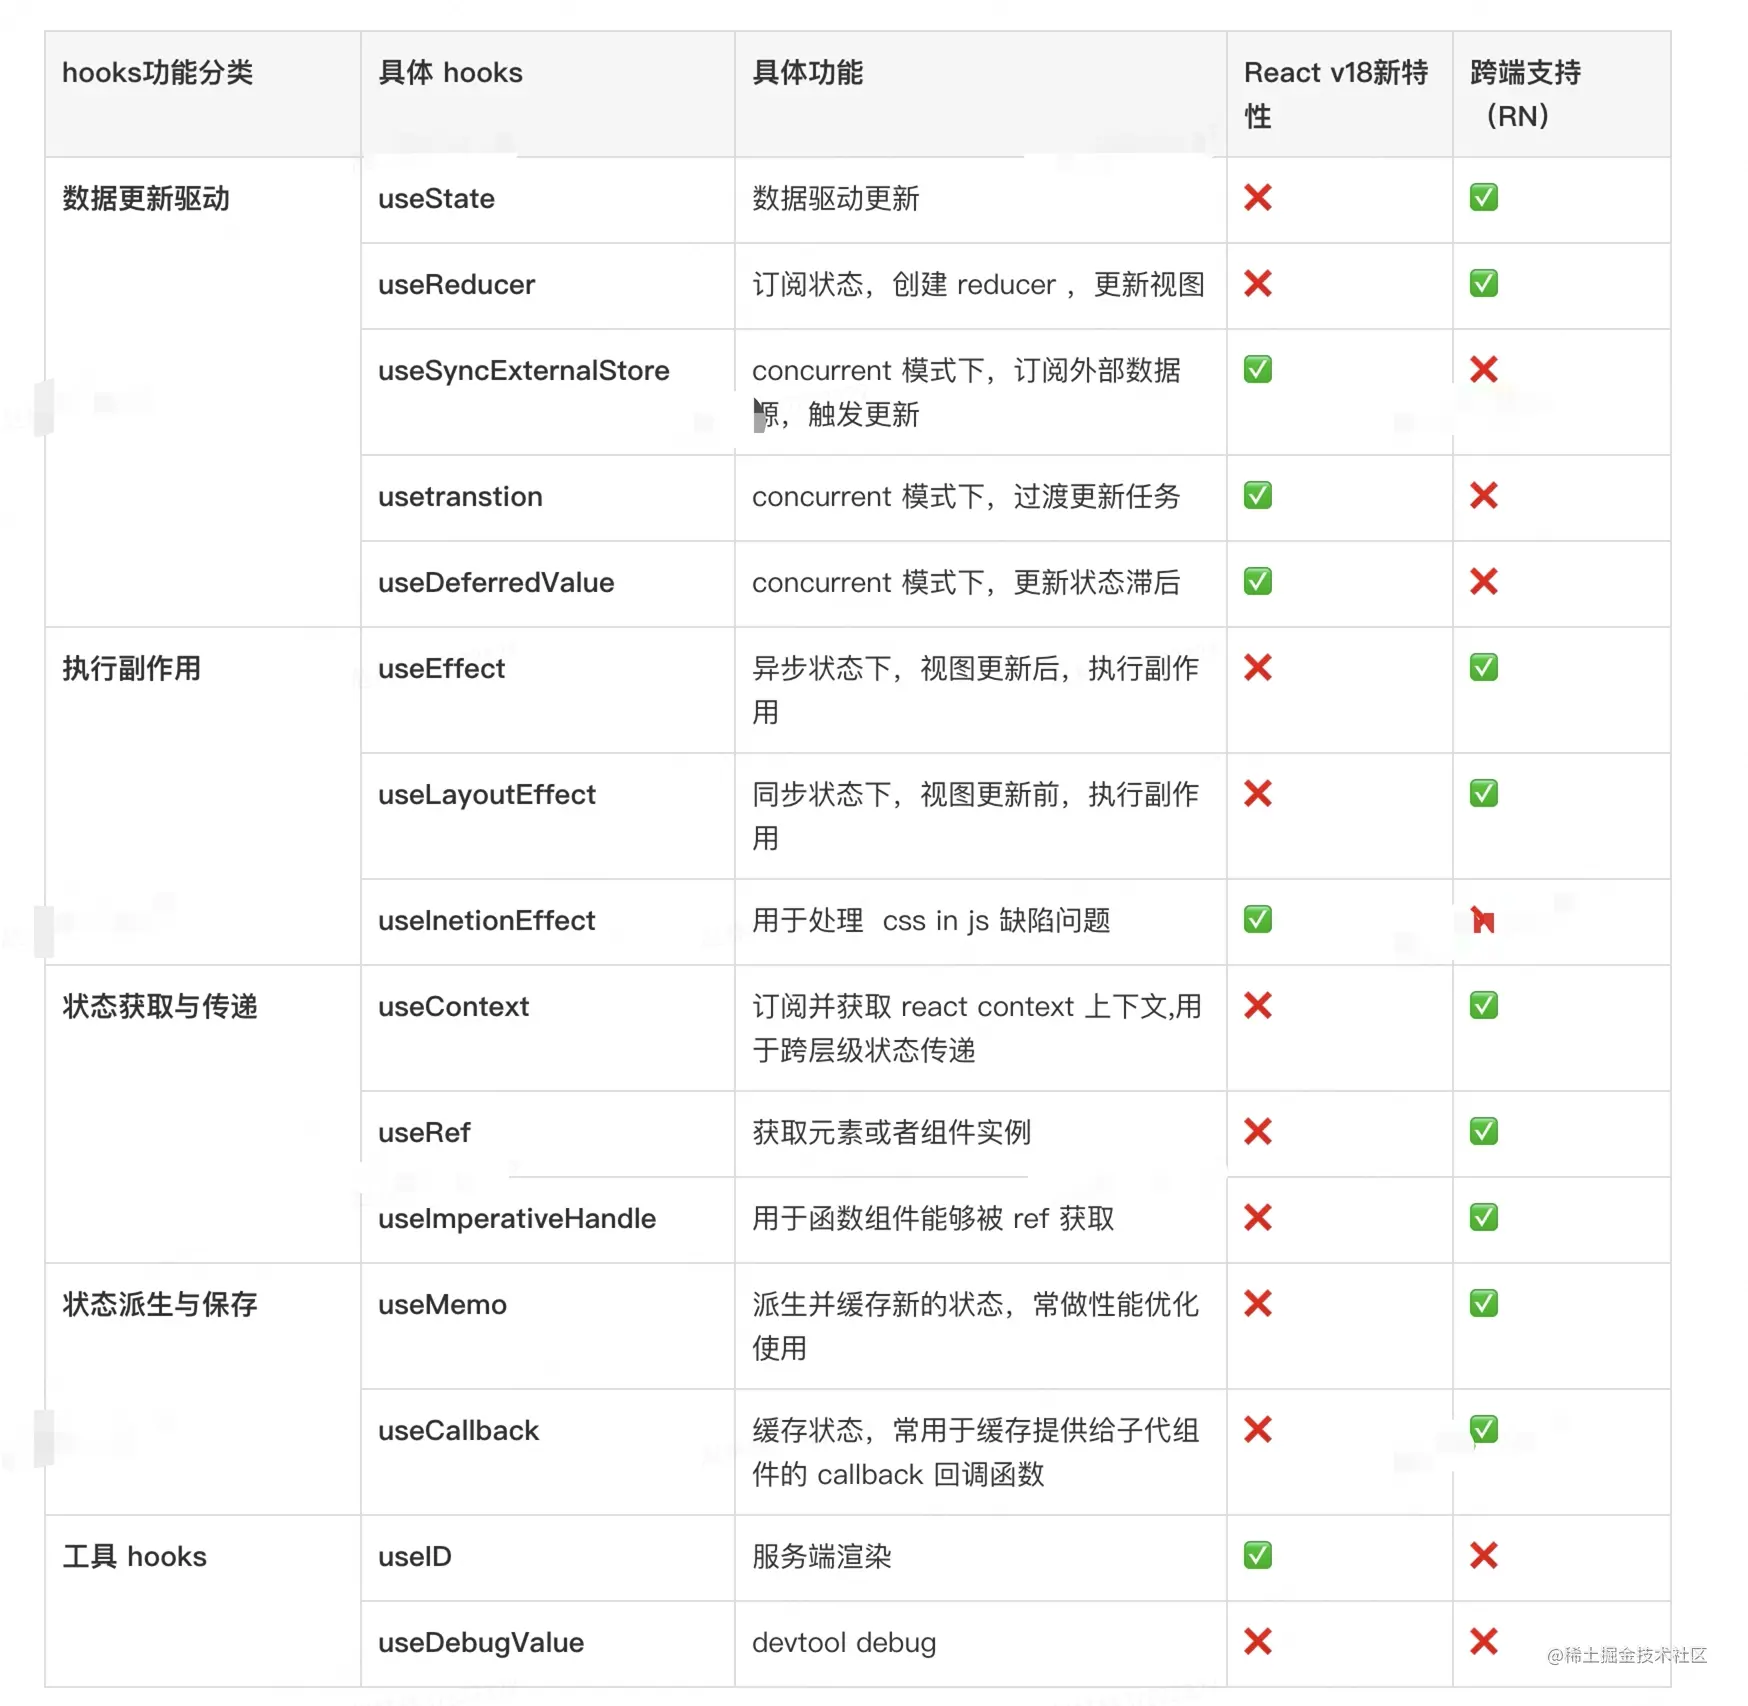 hooks功能分类
具体 hooks
具体功能
React v18新特
性
跨端支持
（RN）
数据更新驱动
useState
数据驱动更新
❌
✅
useReducer
订阅状态，创建 reducer ，更新视图
❌
✅
useSyncExternalStore
concurrent 模式下，订阅外部数据
源，触发更新
✅
❌
usetranstion
concurrent 模式下，过渡更新任务
✅
❌
useDeferredValue
concurrent 模式下，更新状态滞后
✅
❌
执行副作用
useEffect
异步状态下，视图更新后，执行副作
用
❌
✅
useLayoutEffect
同步状态下，视图更新前，执行副作
用
❌
✅
useInetionEffect
用于处理 css in js 缺陷问题
✅
❌
状态获取与传递
useContext
订阅并获取 react context 上下文,用
于跨层级状态传递
❌
✅
useRef
获取元素或者组件实例
❌
✅
useImperativeHandle
用于函数组件能够被 ref 获取
❌
✅
状态派生与保存
useMemo
派生并缓存新的状态，常做性能优化
使用
❌
✅
useCallback
缓存状态，常用于缓存提供给子代组
件的 callback 回调函数
❌
✅
工具 hooks
useID
服务端渲染
✅
❌
useDebugValue
devtool debug
❌
❌
@稀土掘金技术社区